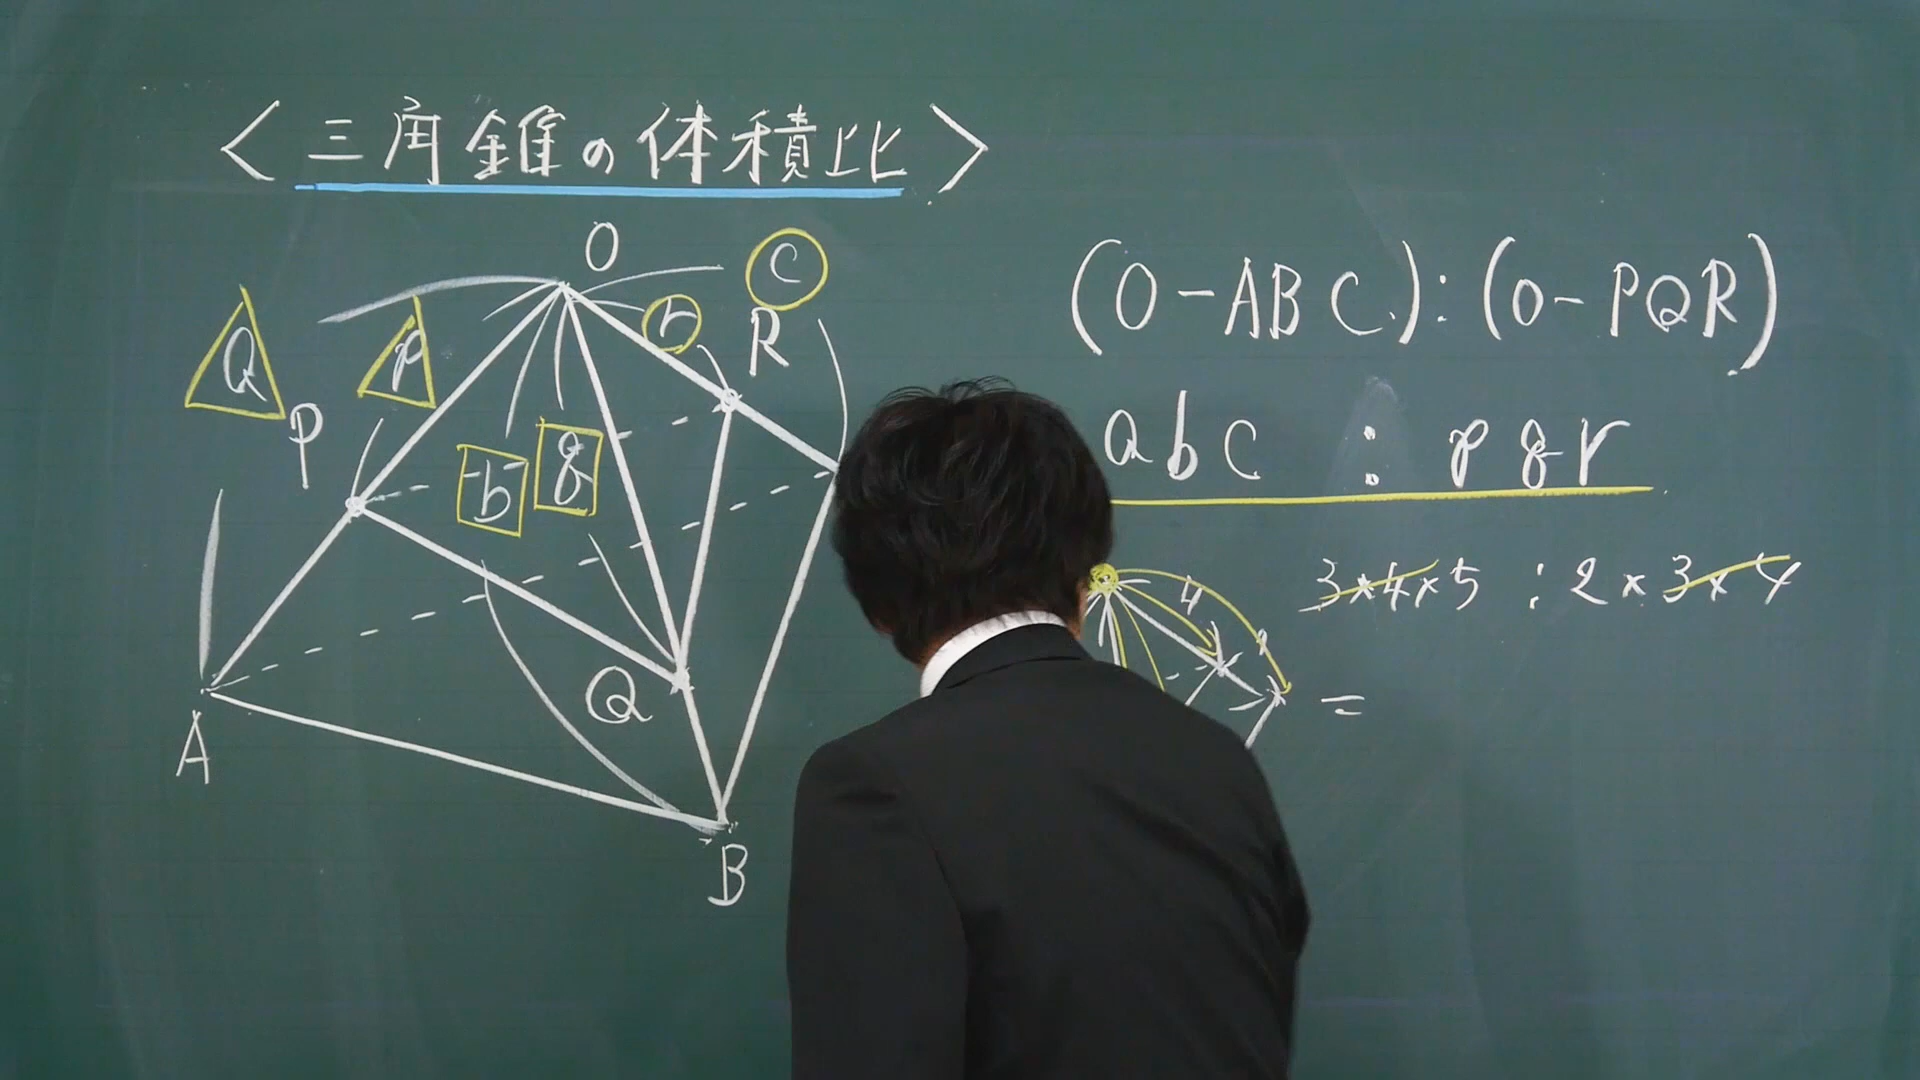 <三角錐の体積比>
O
C
a
p
r
R
P
b
q
Q
A
B
(O-ABC):(O-PQR)
abc : pqr
4
3×4×5 : 2×3×4
=